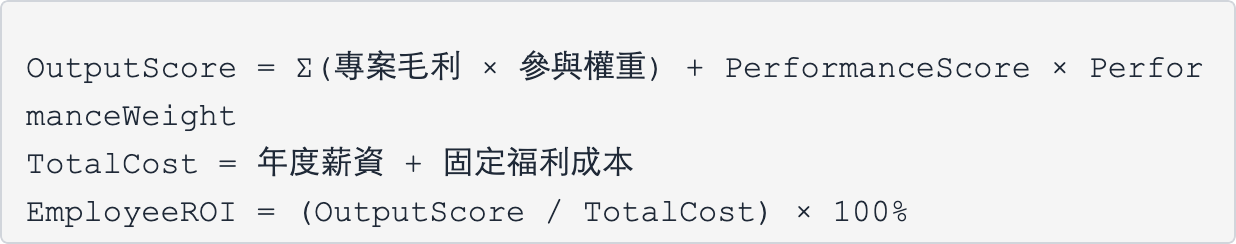 OutputScore = Σ(專案毛利 × 參與權重) + PerformanceScore × Perfor
manceWeight
TotalCost = 年度薪資 + 固定福利成本
EmployeeROI = (OutputScore / TotalCost) × 100%